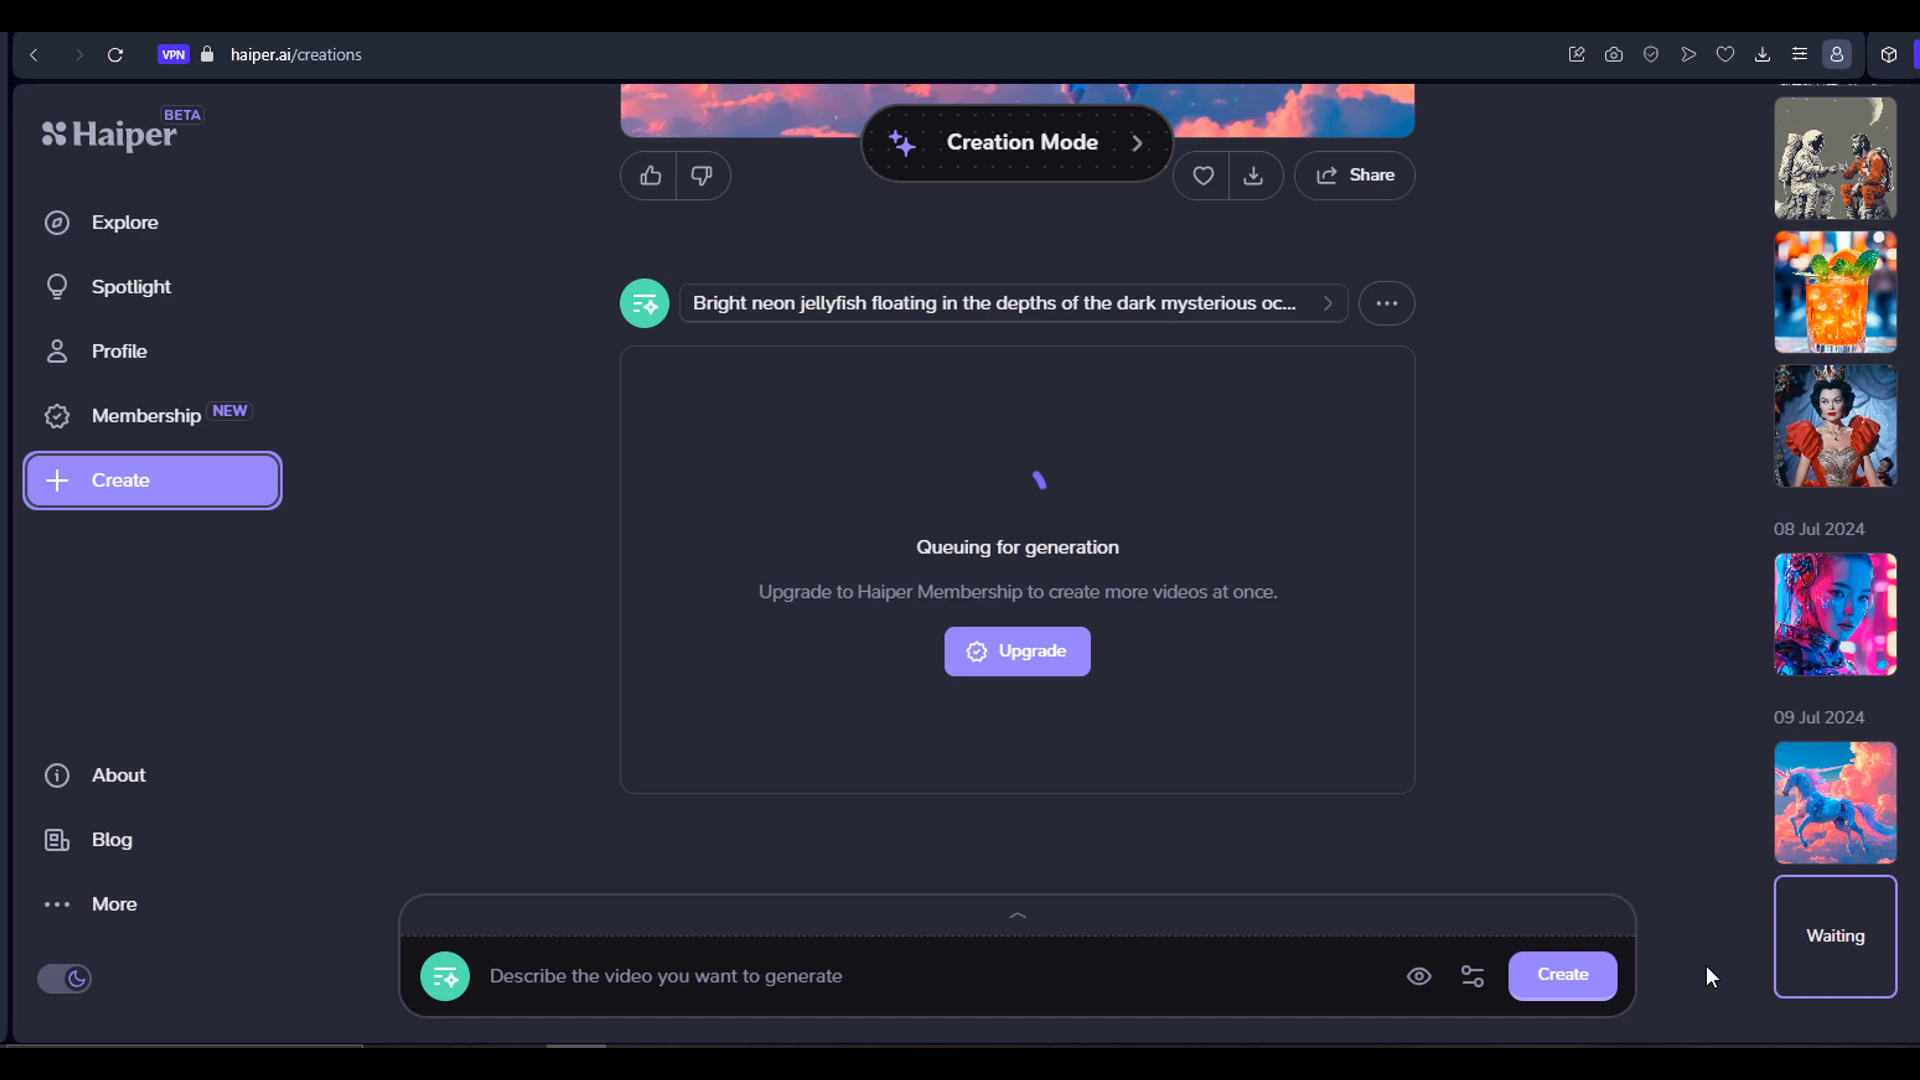 VPN
haiper.ai/creations
Haiper BETA
Explore
Spotlight
Profile
Membership NEW
Create
About
Blog
More
Creation Mode
Share
Bright neon jellyfish floating in the depths of the dark mysterious oc...
Queuing for generation
Upgrade to Haiper Membership to create more videos at once.
Upgrade
Describe the video you want to generate
Create
08 Jul 2024
09 Jul 2024
Waiting